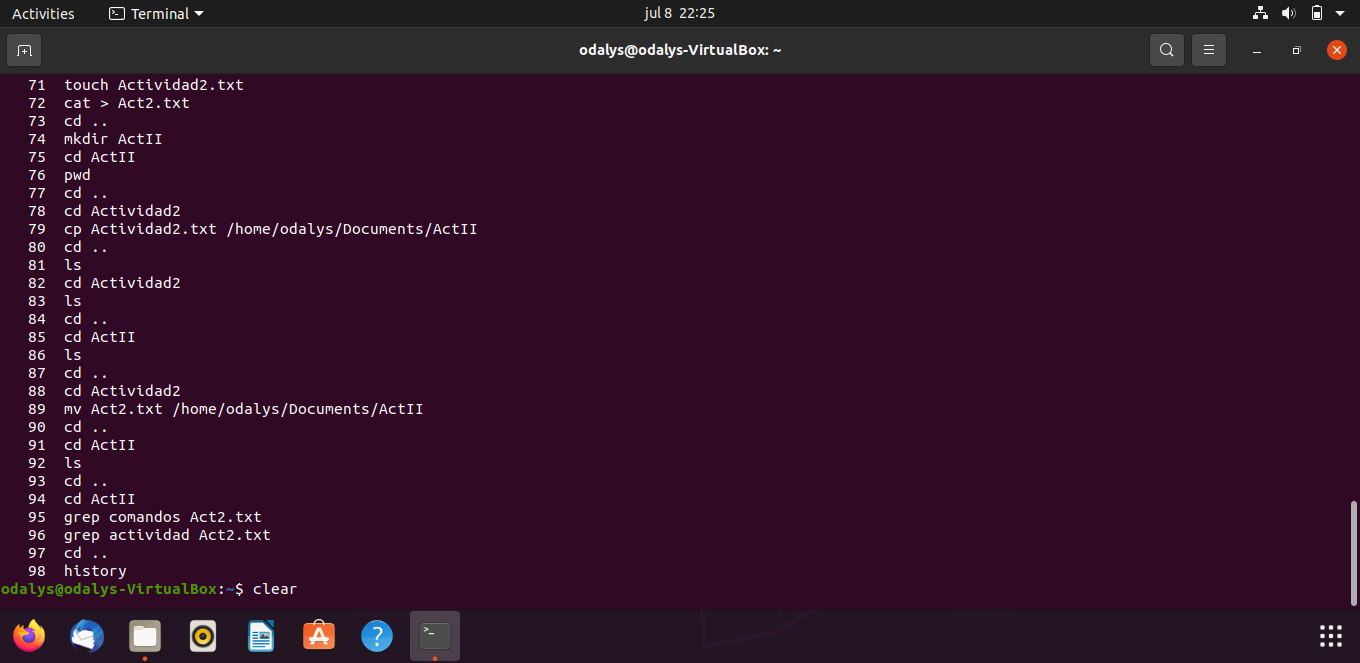 Activities Terminal jul 8 22:25
odalys@odalys-VirtualBox: ~
71 touch Actividad2.txt
72 cat > Act2.txt
73 cd ..
74 mkdir ActII
75 cd ActII
76 pwd
77 cd ..
78 cd Actividad2
79 cp Actividad2.txt /home/odalys/Documents/ActII
80 cd ..
81 ls
82 cd Actividad2
83 ls
84 cd ..
85 cd ActII
86 ls
87 cd ..
88 cd Actividad2
89 mv Act2.txt /home/odalys/Documents/ActII
90 cd ..
91 cd ActII
92 ls
93 cd ..
94 cd ActII
95 grep comandos Act2.txt
96 grep actividad Act2.txt
97 cd ..
98 history
odalys@odalys-VirtualBox:~$ clear